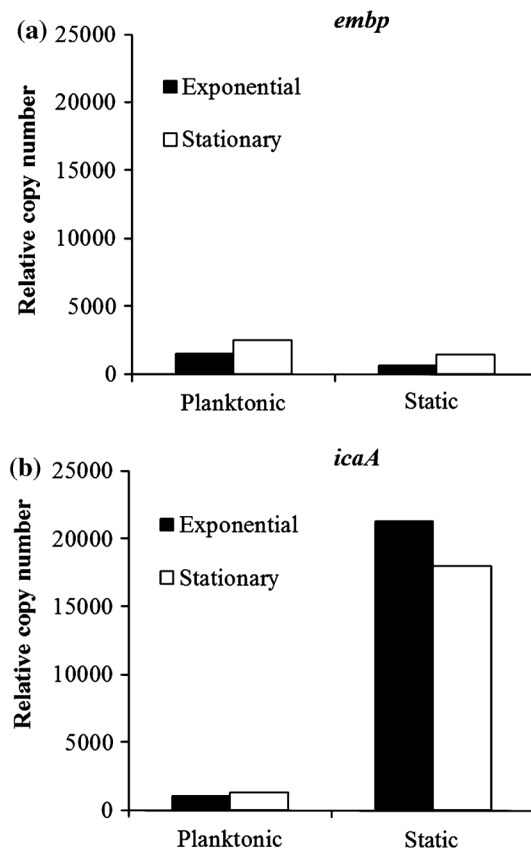 (a)
embp
25000
20000
15000
10000
5000
0
Relative copy number
Exponential
Stationary
Planktonic Static
(b)
icaA
25000
20000
15000
10000
5000
0
Relative copy number
Exponential
Stationary
Planktonic Static